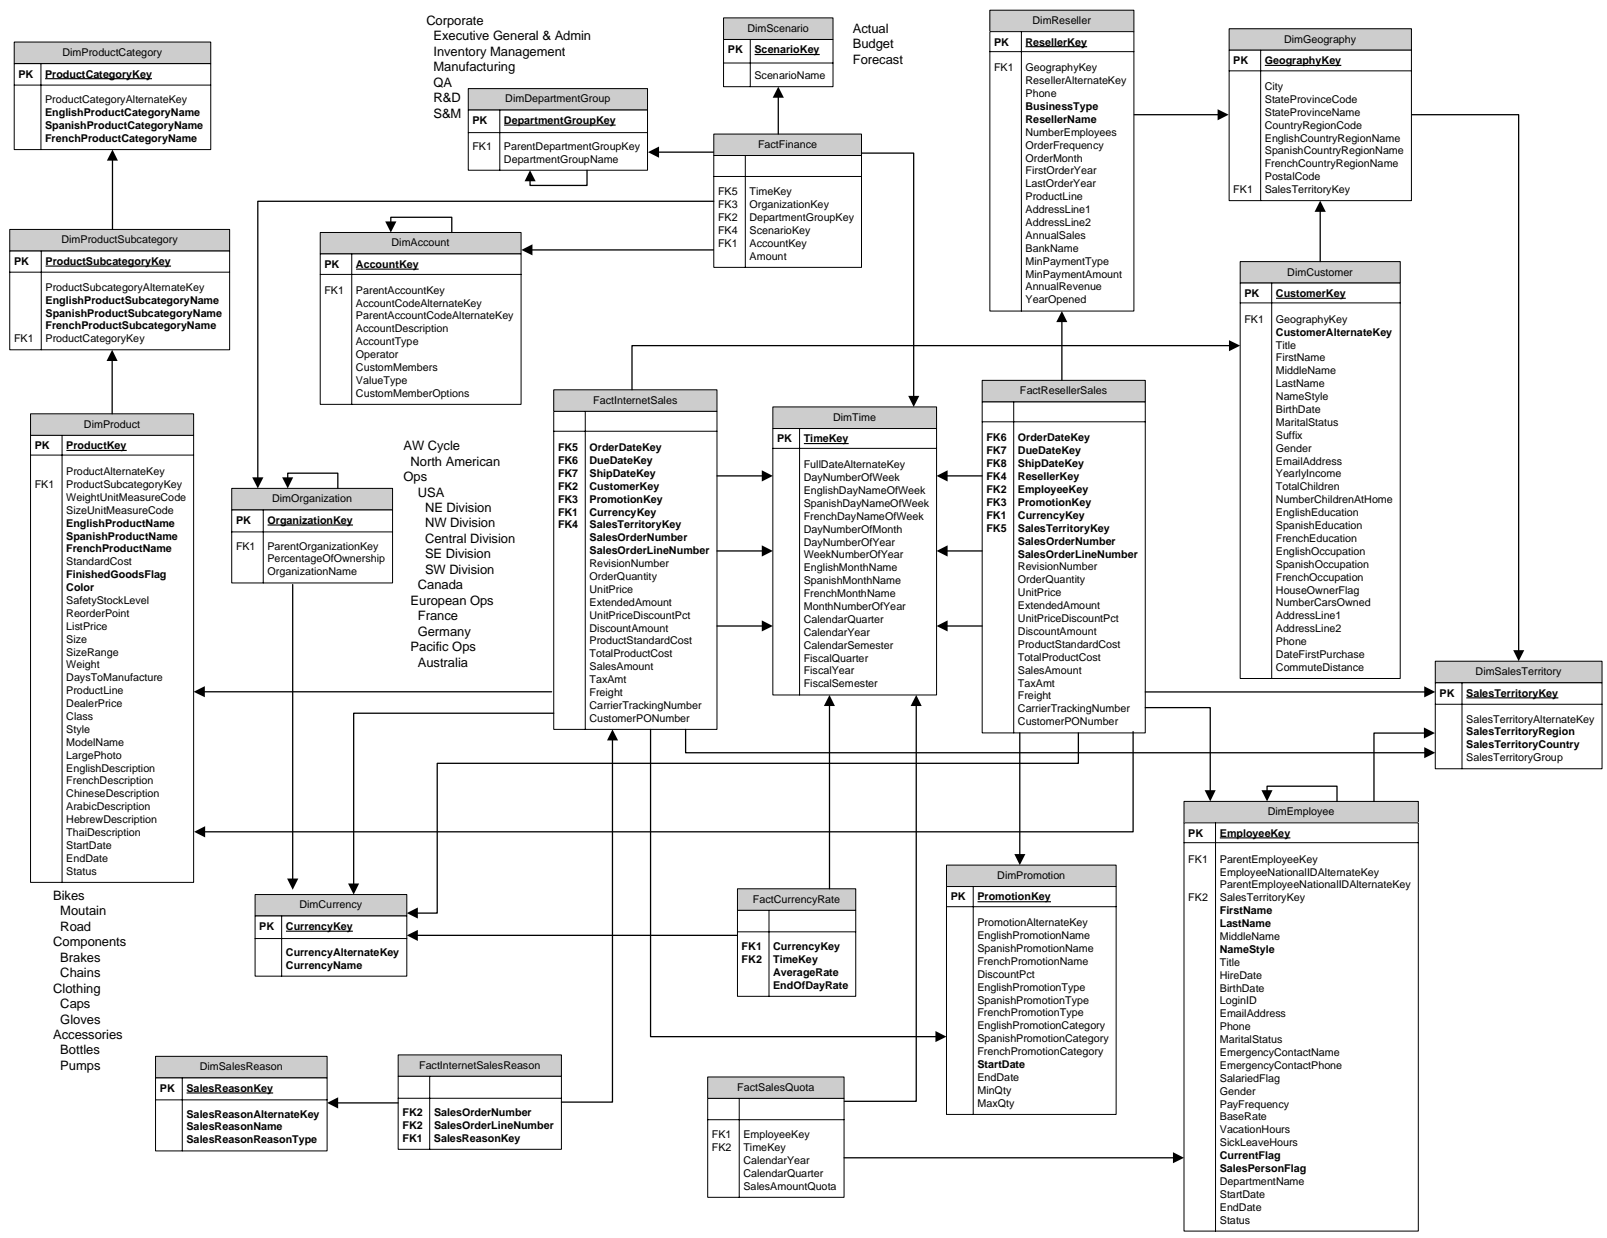 DimProductCategory
PK ProductCategoryKey
ProductCategoryAlternateKey
EnglishProductCategoryName
SpanishProductCategoryName
FrenchProductCategoryName
Corporate
Executive General & Admin
Inventory Management
Manufacturing
QA
R&D
S&M
DimDepartmentGroup
PK DepartmentGroupKey
FK1 ParentDepartmentGroupKey
DepartmentGroupName
DimScenario
PK ScenarioKey
ScenarioName
Actual
Budget
Forecast
FactFinance
FK5 TimeKey
FK3 OrganizationKey
FK2 DepartmentGroupKey
FK4 ScenarioKey
FK1 AccountKey
Amount
DimReseller
PK ResellerKey
FK1 GeographyKey
ResellerAlternateKey
Phone
BusinessType
ResellerName
NumberEmployees
OrderFrequency
OrderMonth
FirstOrderYear
LastOrderYear
ProductLine
AddressLine1
AddressLine2
AnnualSales
BankName
MinPaymentType
MinPaymentAmount
AnnualRevenue
YearOpened
DimGeography
PK GeographyKey
City
StateProvinceCode
StateProvinceName
CountryRegionCode
EnglishCountryRegionName
SpanishCountryRegionName
FrenchCountryRegionName
PostalCode
FK1 SalesTerritoryKey
DimProductSubcategory
PK ProductSubcategoryKey
ProductSubcategoryAlternateKey
EnglishProductSubcategoryName
SpanishProductSubcategoryName
FrenchProductSubcategoryName
FK1 ProductCategoryKey
DimAccount
PK AccountKey
FK1 ParentAccountKey
AccountCodeAlternateKey
ParentAccountCodeAlternateKey
AccountDescription
AccountType
Operator
CustomMembers
ValueType
CustomMemberOptions
DimCustomer
PK CustomerKey
FK1 GeographyKey
CustomerAlternateKey
Title
FirstName
MiddleName
LastName
NameStyle
BirthDate
MaritalStatus
Suffix
Gender
EmailAddress
YearlyIncome
TotalChildren
NumberChildrenAtHome
EnglishEducation
SpanishEducation
FrenchEducation
EnglishOccupation
SpanishOccupation
FrenchOccupation
HouseOwnerFlag
NumberCarsOwned
AddressLine1
AddressLine2
Phone
DateFirstPurchase
CommuteDistance
DimProduct
PK ProductKey
ProductAlternateKey
FK1 ProductSubcategoryKey
WeightUnitMeasureCode
SizeUnitMeasureCode
EnglishProductName
SpanishProductName
FrenchProductName
StandardCost
FinishedGoodsFlag
Color
SafetyStockLevel
ReorderPoint
ListPrice
Size
SizeRange
Weight
DaysToManufacture
ProductLine
DealerPrice
Class
Style
ModelName
LargePhoto
EnglishDescription
FrenchDescription
ChineseDescription
ArabicDescription
HebrewDescription
ThaiDescription
StartDate
EndDate
Status
DimOrganization
PK OrganizationKey
FK1 ParentOrganizationKey
PercentageOfOwnership
OrganizationName
AW Cycle
North American
Ops
USA
NE Division
NW Division
Central Division
SE Division
SW Division
Canada
European Ops
France
Germany
Pacific Ops
Australia
FactInternetSales
FK5 OrderDateKey
FK6 DueDateKey
FK7 ShipDateKey
FK2 CustomerKey
FK3 PromotionKey
FK1 CurrencyKey
FK4 SalesTerritoryKey
SalesOrderNumber
SalesOrderLineNumber
RevisionNumber
OrderQuantity
UnitPrice
ExtendedAmount
UnitPriceDiscountPct
DiscountAmount
ProductStandardCost
TotalProductCost
SalesAmount
TaxAmt
Freight
CarrierTrackingNumber
CustomerPONumber
DimTime
PK TimeKey
FullDateAlternateKey
DayNumberOfWeek
EnglishDayNameOfWeek
SpanishDayNameOfWeek
FrenchDayNameOfWeek
DayNumberOfMonth
DayNumberOfYear
WeekNumberOfYear
EnglishMonthName
SpanishMonthName
FrenchMonthName
MonthNumberOfYear
CalendarQuarter
CalendarYear
CalendarSemester
FiscalQuarter
FiscalYear
FiscalSemester
FactResellerSales
FK6 OrderDateKey
FK7 DueDateKey
FK8 ShipDateKey
FK4 ResellerKey
FK2 EmployeeKey
FK3 PromotionKey
FK1 CurrencyKey
FK5 SalesTerritoryKey
SalesOrderNumber
SalesOrderLineNumber
RevisionNumber
OrderQuantity
UnitPrice
ExtendedAmount
UnitPriceDiscountPct
DiscountAmount
ProductStandardCost
TotalProductCost
SalesAmount
TaxAmt
Freight
CarrierTrackingNumber
CustomerPONumber
DimSalesTerritory
PK SalesTerritoryKey
SalesTerritoryAlternateKey
SalesTerritoryRegion
SalesTerritoryCountry
SalesTerritoryGroup
Bikes
Moutain
Road
Components
Brakes
Chains
Clothing
Caps
Gloves
Accessories
Bottles
Pumps
DimCurrency
PK CurrencyKey
CurrencyAlternateKey
CurrencyName
FactCurrencyRate
FK1 CurrencyKey
FK2 TimeKey
AverageRate
EndOfDayRate
DimPromotion
PK PromotionKey
PromotionAlternateKey
EnglishPromotionName
SpanishPromotionName
FrenchPromotionName
DiscountPct
EnglishPromotionType
SpanishPromotionType
FrenchPromotionType
EnglishPromotionCategory
SpanishPromotionCategory
FrenchPromotionCategory
StartDate
EndDate
MinQty
MaxQty
DimEmployee
PK EmployeeKey
FK1 ParentEmployeeKey
EmployeeNationalIDAlternateKey
ParentEmployeeNationalIDAlternateKey
FK2 SalesTerritoryKey
FirstName
LastName
MiddleName
NameStyle
Title
HireDate
BirthDate
LoginID
EmailAddress
Phone
MaritalStatus
EmergencyContactName
EmergencyContactPhone
SalariedFlag
Gender
PayFrequency
BaseRate
VacationHours
SickLeaveHours
CurrentFlag
SalesPersonFlag
DepartmentName
StartDate
EndDate
Status
DimSalesReason
PK SalesReasonKey
SalesReasonAlternateKey
SalesReasonName
SalesReasonReasonType
FactInternetSalesReason
FK2 SalesOrderNumber
FK2 SalesOrderLineNumber
FK1 SalesReasonKey
FactSalesQuota
FK1 EmployeeKey
FK2 TimeKey
CalendarYear
CalendarQuarter
SalesAmountQuota